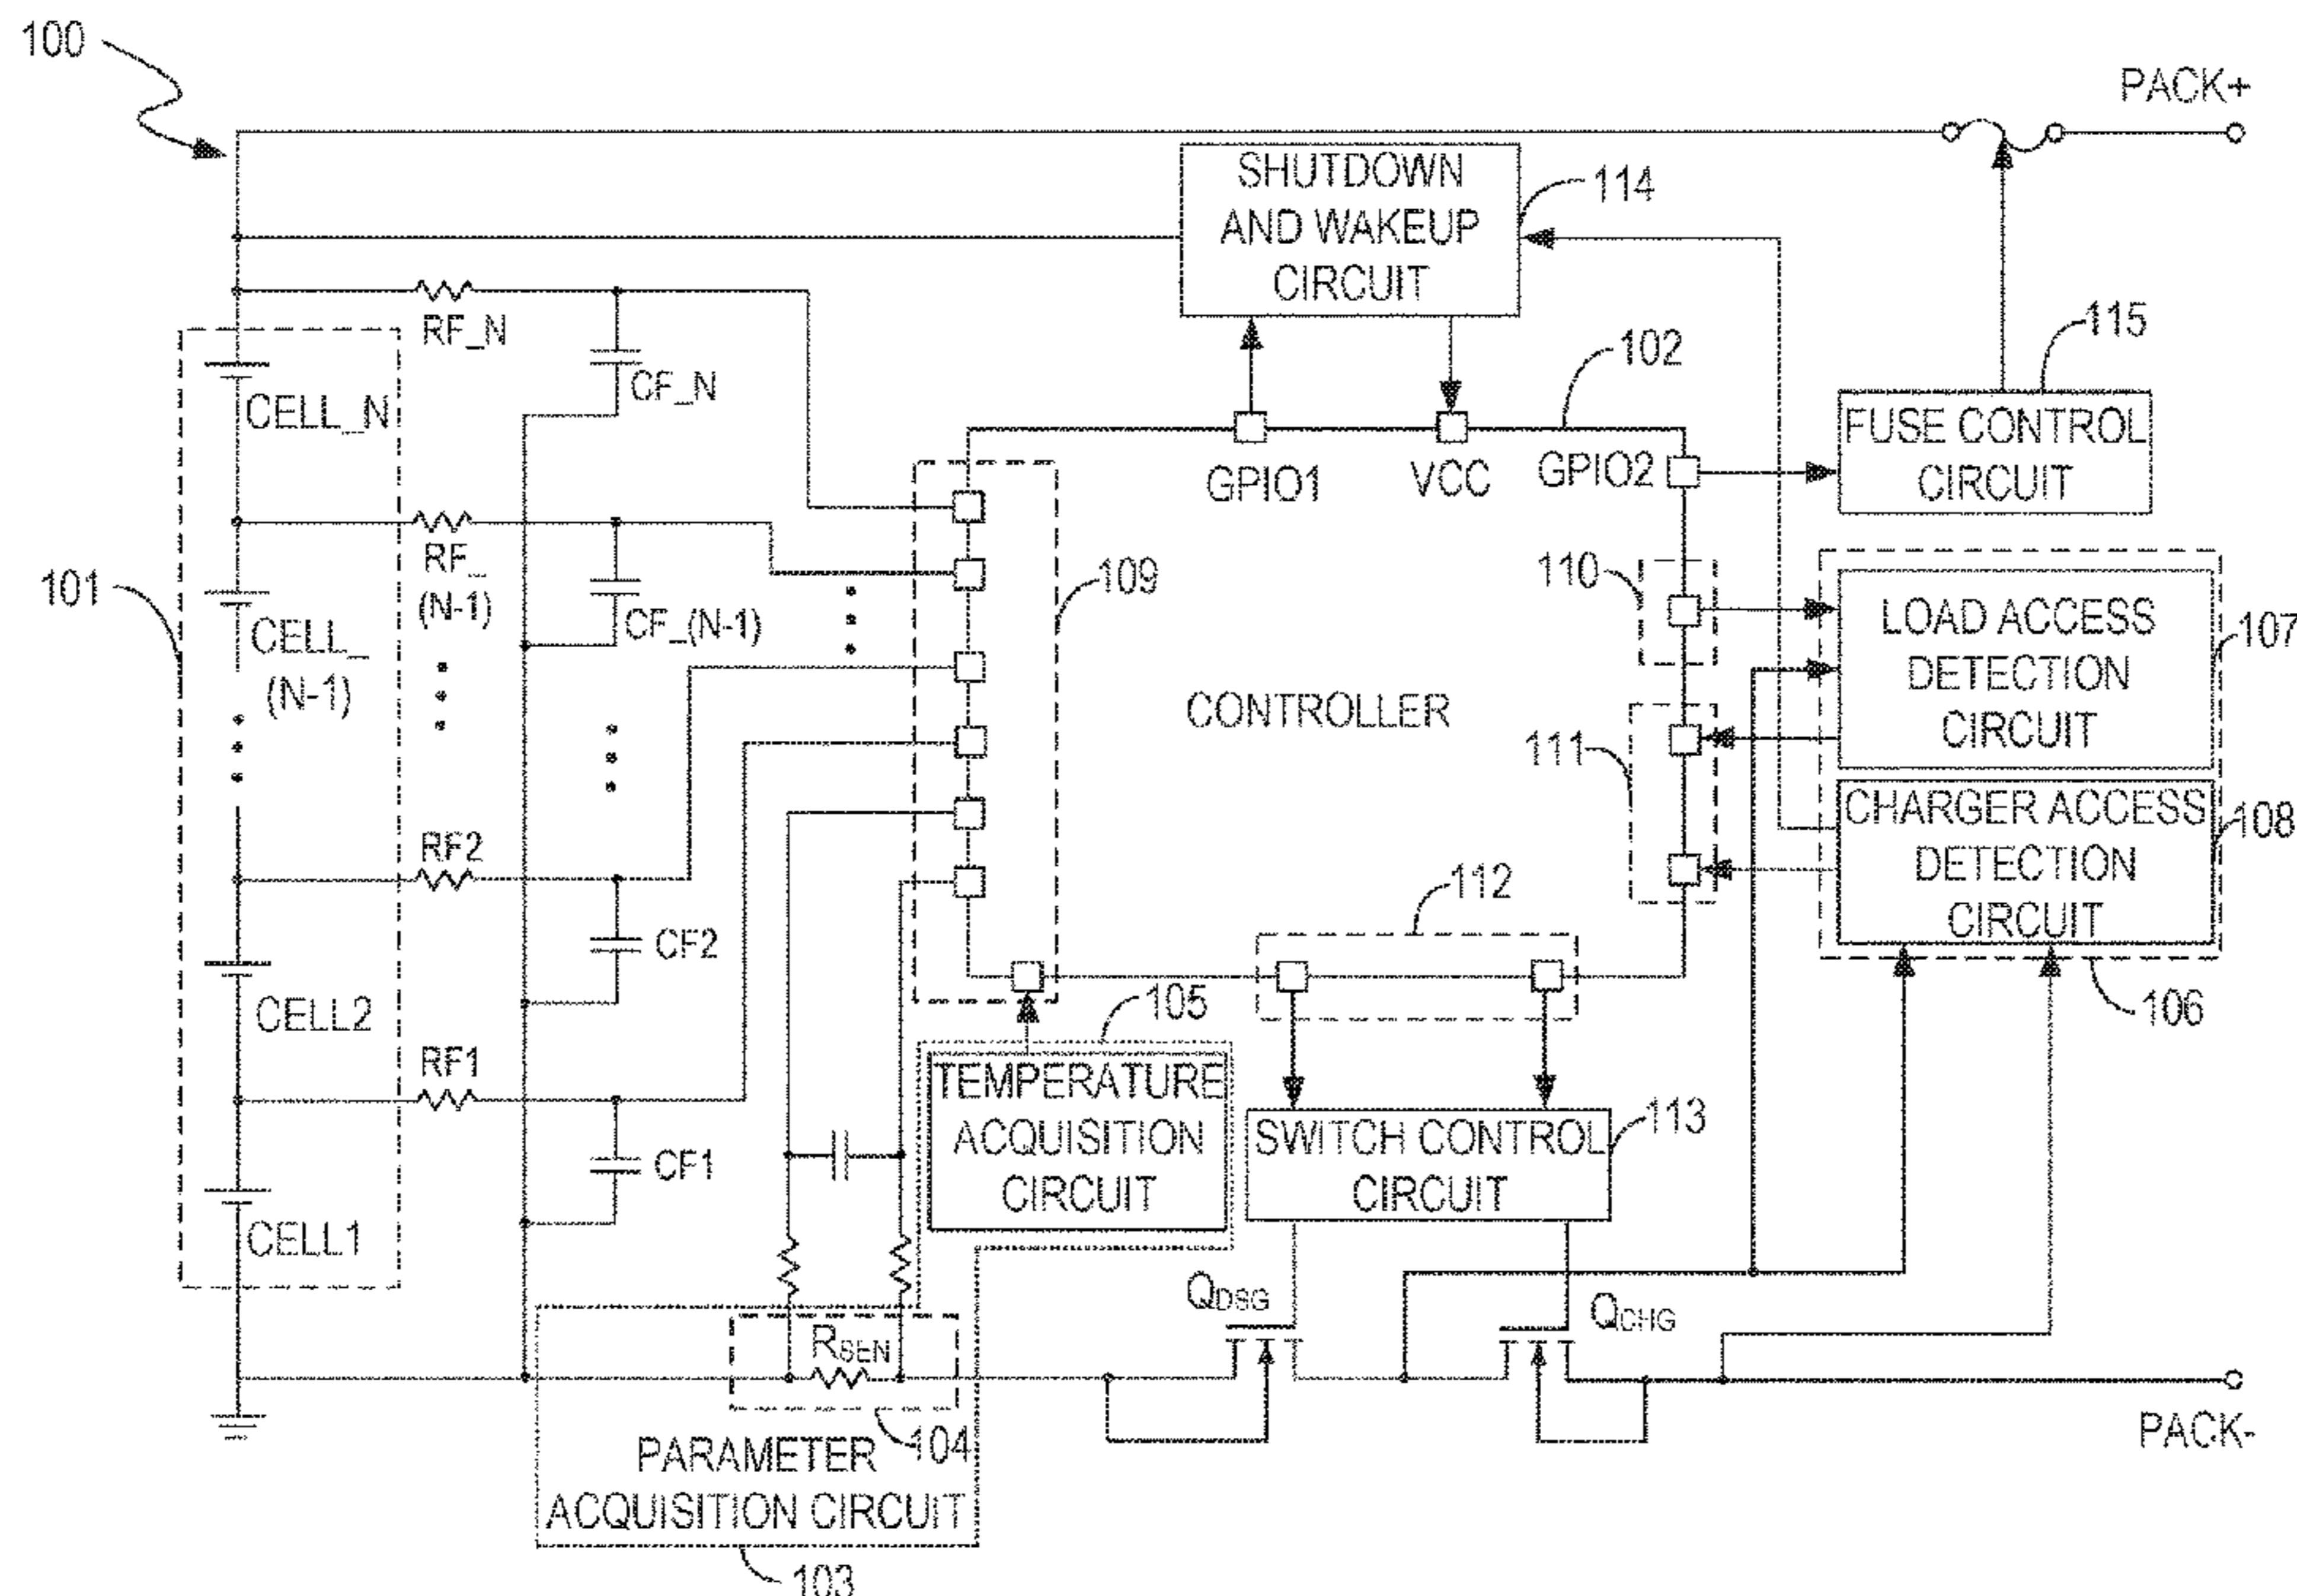 100
PACK+
SHUTDOWN
AND WAKEUP
CIRCUIT
114
RF_N
CF_N
102
115
CELL_N
GPIO1
VCC
GPIO2
FUSE CONTROL
CIRCUIT
101
RF_
(N-1)
CF_(N-1)
109
110
LOAD ACCESS
DETECTION
CIRCUIT
107
CELL_
(N-1)
CONTROLLER
111
CHARGER ACCESS
DETECTION
CIRCUIT
108
RF2
CF2
112
CELL2
105
106
RF1
TEMPERATURE
ACQUISITION
CIRCUIT
SWITCH CONTROL
CIRCUIT
113
CF1
CELL1
QDSG
QCHG
RSEN
104
PARAMETER
ACQUISITION CIRCUIT
PACK-
103